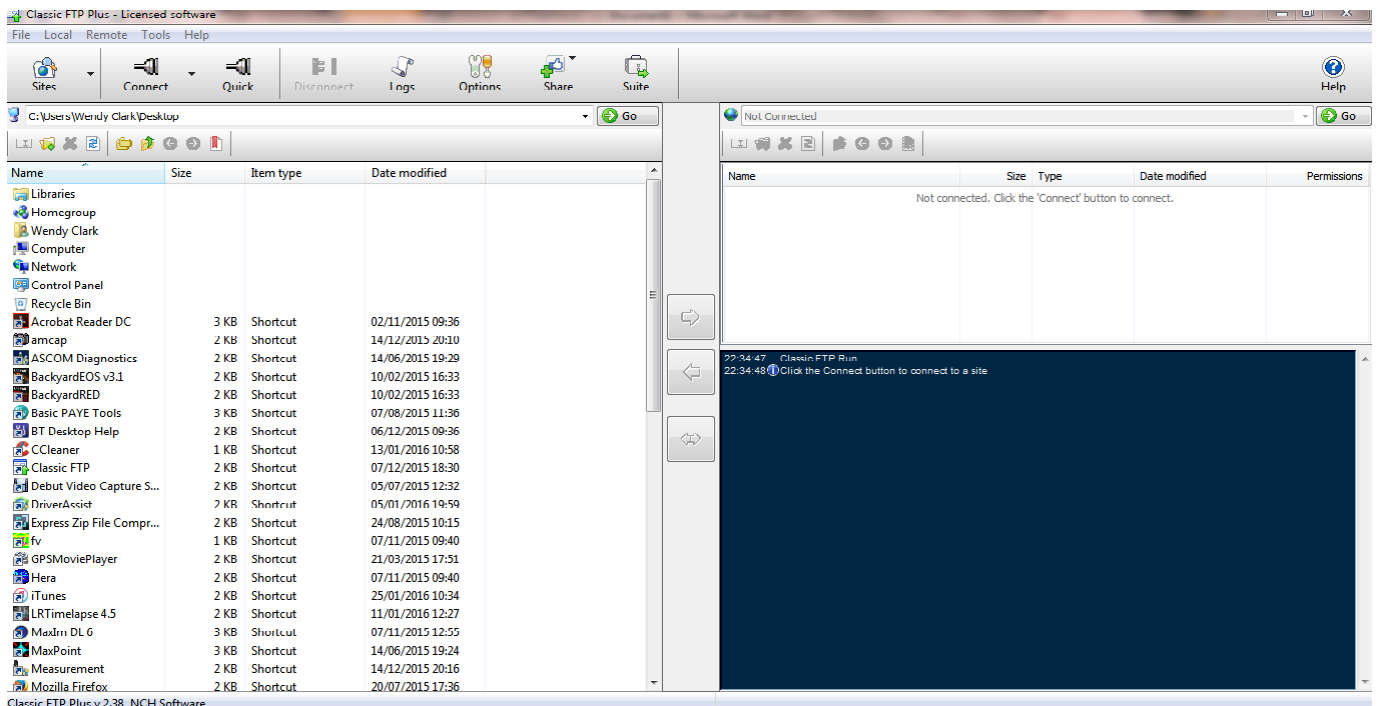 Classic FTP Plus - Licensed software
File Local Remote Tools Help
Sites Connect Quick Disconnect Logs Options Share Suite Help
C:\Users\Wendy Clark\Desktop Go
Not Connected Go
Name Size Item type Date modified
Name Size Type Date modified Permissions
Not connected. Click the 'Connect' button to connect.
Libraries
Homegroup
Wendy Clark
Computer
Network
Control Panel
Recycle Bin
Acrobat Reader DC 3 KB Shortcut 02/11/2015 09:36
amcap 2 KB Shortcut 14/12/2015 20:10
ASCOM Diagnostics 2 KB Shortcut 14/06/2015 19:29
BackyardEOS v3.1 2 KB Shortcut 10/02/2015 16:33
BackyardRED 2 KB Shortcut 10/02/2015 16:33
Basic PAYE Tools 3 KB Shortcut 07/08/2015 11:36
BT Desktop Help 2 KB Shortcut 06/12/2015 09:36
CCleaner 1 KB Shortcut 13/01/2016 10:58
Classic FTP 2 KB Shortcut 07/12/2015 18:30
Debut Video Capture S... 2 KB Shortcut 05/07/2015 12:32
DriverAssist 2 KB Shortcut 05/01/2016 19:59
Express Zip File Compr... 2 KB Shortcut 24/08/2015 10:15
fv 1 KB Shortcut 07/11/2015 09:40
GPSMoviePlayer 2 KB Shortcut 21/03/2015 17:51
Hera 2 KB Shortcut 07/11/2015 09:40
iTunes 2 KB Shortcut 25/01/2016 10:34
LRTimelapse 4.5 2 KB Shortcut 11/01/2016 12:27
MaxIm DL 6 3 KB Shortcut 07/11/2015 12:55
MaxPoint 3 KB Shortcut 14/06/2015 19:24
Measurement 2 KB Shortcut 14/12/2015 20:16
Mozilla Firefox 2 KB Shortcut 20/07/2015 17:36
22:34:47 Classic FTP Run
22:34:48 Click the Connect button to connect to a site
Classic FTP Plus v 2.38 NCH Software